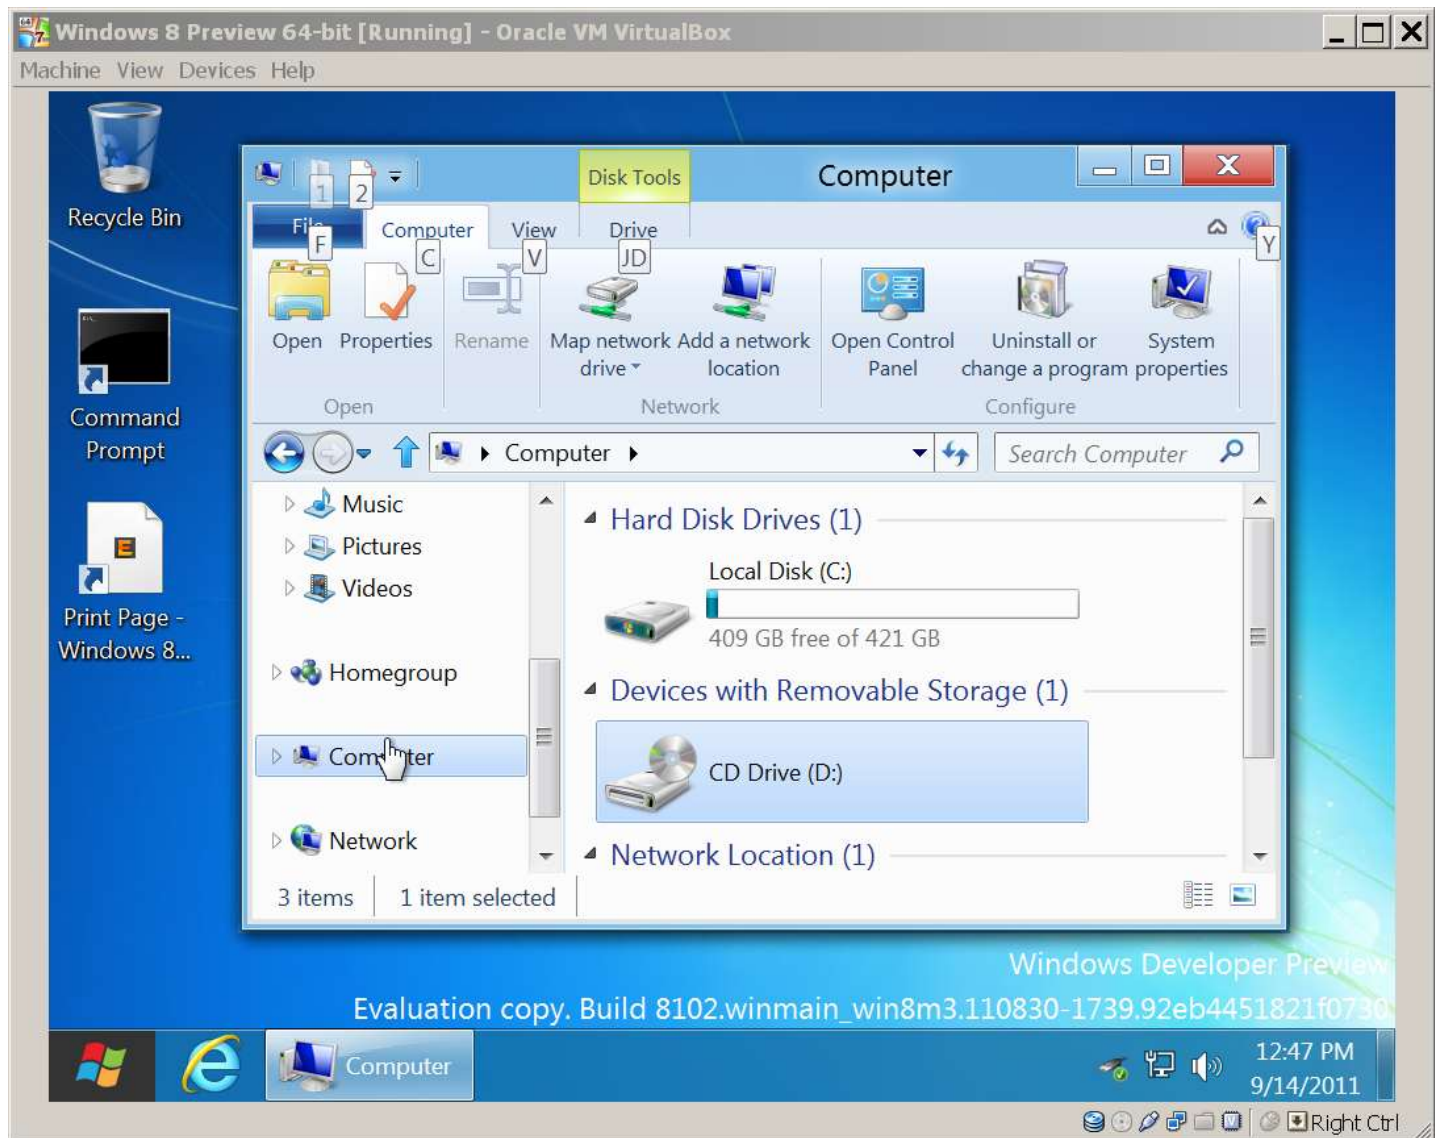 Windows 8 Preview 64-bit [Running] - Oracle VM VirtualBox
Machine View Devices Help
Recycle Bin
Command
Prompt
Print Page -
Windows 8...
1 2
Disk Tools
Computer
File Computer View Drive
F C V JD Y
Open Properties Rename
Map network
drive
Add a network
location
Open Control
Panel
Uninstall or
change a program
System
properties
Open Network Configure
Computer
Search Computer
Music
Pictures
Videos
Homegroup
Computer
Network
Hard Disk Drives (1)
Local Disk (C:)
409 GB free of 421 GB
Devices with Removable Storage (1)
CD Drive (D:)
Network Location (1)
3 items 1 item selected
Windows Developer Preview
Evaluation copy. Build 8102.winmain_win8m3.110830-1739.92eb4451821f0730
Computer
12:47 PM
9/14/2011
Right Ctrl